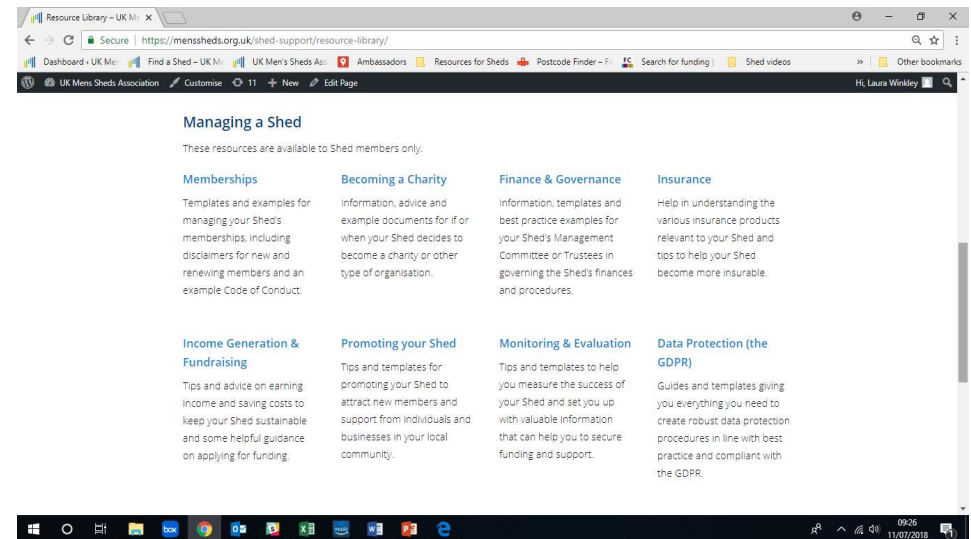 Resource Library – UK Me
Secure | https://menssheds.org.uk/shed-support/resource-library/
Dashboard ‹ UK Me Find a Shed – UK Me UK Men's Sheds Ass Ambassadors Resources for Sheds Postcode Finder – Fi Search for funding | Shed videos » Other bookmarks
UK Mens Sheds Association Customise 11 + New Edit Page Hi, Laura Winkley
Managing a Shed
These resources are available to Shed members only.
Memberships
Templates and examples for
managing your Shed's
memberships, including
disclaimers for new and
renewing members and an
example Code of Conduct.
Becoming a Charity
Information, advice and
example documents for if or
when your Shed decides to
become a charity or other
type of organisation.
Finance & Governance
Information, templates and
best practice examples for
your Shed's Management
Committee or Trustees in
governing the Shed's finances
and procedures.
Insurance
Help in understanding the
various insurance products
relevant to your Shed and
tips to help your Shed
become more insurable.
Income Generation &
Fundraising
Tips and advice on earning
income and saving costs to
keep your Shed sustainable
and some helpful guidance
on applying for funding.
Promoting your Shed
Tips and templates for
promoting your Shed to
attract new members and
support from individuals and
businesses in your local
community.
Monitoring & Evaluation
Tips and templates to help
you measure the success of
your Shed and set you up
with valuable information
that can help you to secure
funding and support.
Data Protection (the
GDPR)
Guides and templates giving
you everything you need to
create robust data protection
procedures in line with best
practice and compliant with
the GDPR.
box
music
09:26
11/07/2018